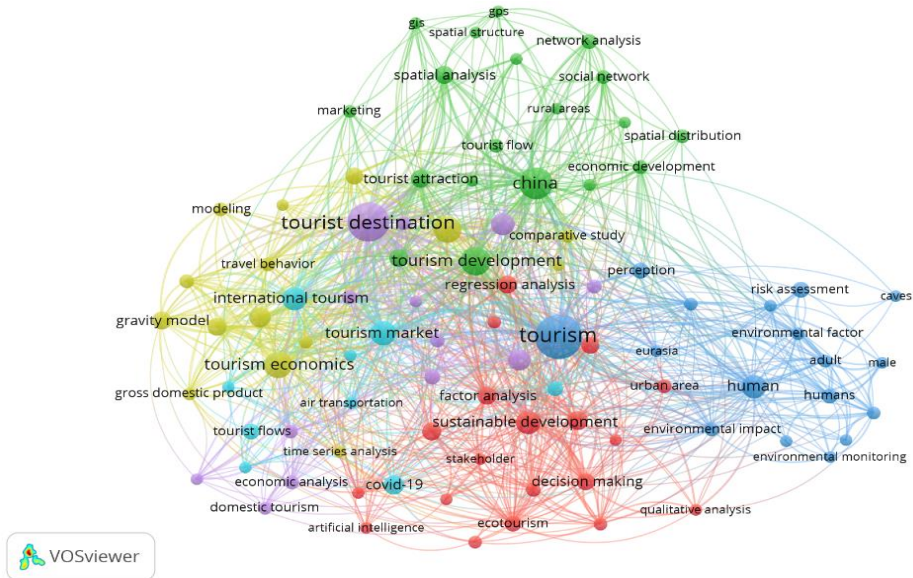 gps
gis
spatial structure
network analysis
spatial analysis
social network
marketing
rural areas
spatial distribution
tourist flow
economic development
tourist attraction
china
modeling
tourist destination
comparative study
travel behavior
tourism development
perception
regression analysis
risk assessment
international tourism
caves
gravity model
tourism market
tourism
environmental factor
eurasia
adult
male
tourism economics
human
urban area
gross domestic product
air transportation
factor analysis
humans
sustainable development
tourist flows
environmental impact
time series analysis
stakeholder
environmental monitoring
economic analysis
covid-19
decision making
domestic tourism
qualitative analysis
artificial intelligence
ecotourism
VOSviewer